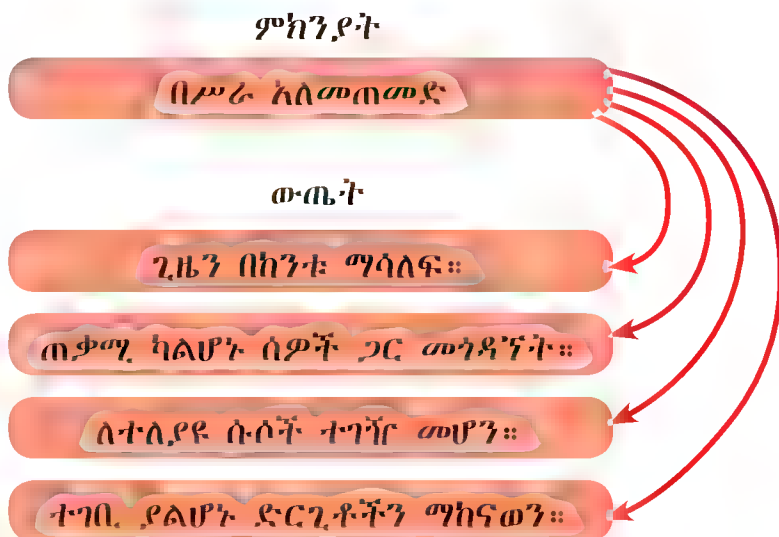 ምክንያት
በሥራ አለመጠመድ
ውጤት
ጊዜን በከንቱ ማሳለፍ።
ጠቃሚ ካልሆኑ ሰዎች ጋር መጎዳኘት።
ለተለያዩ ሱሶች ተገዥ መሆን።
ተገቢ ያልሆኑ ድርጊቶችን ማከናወን።